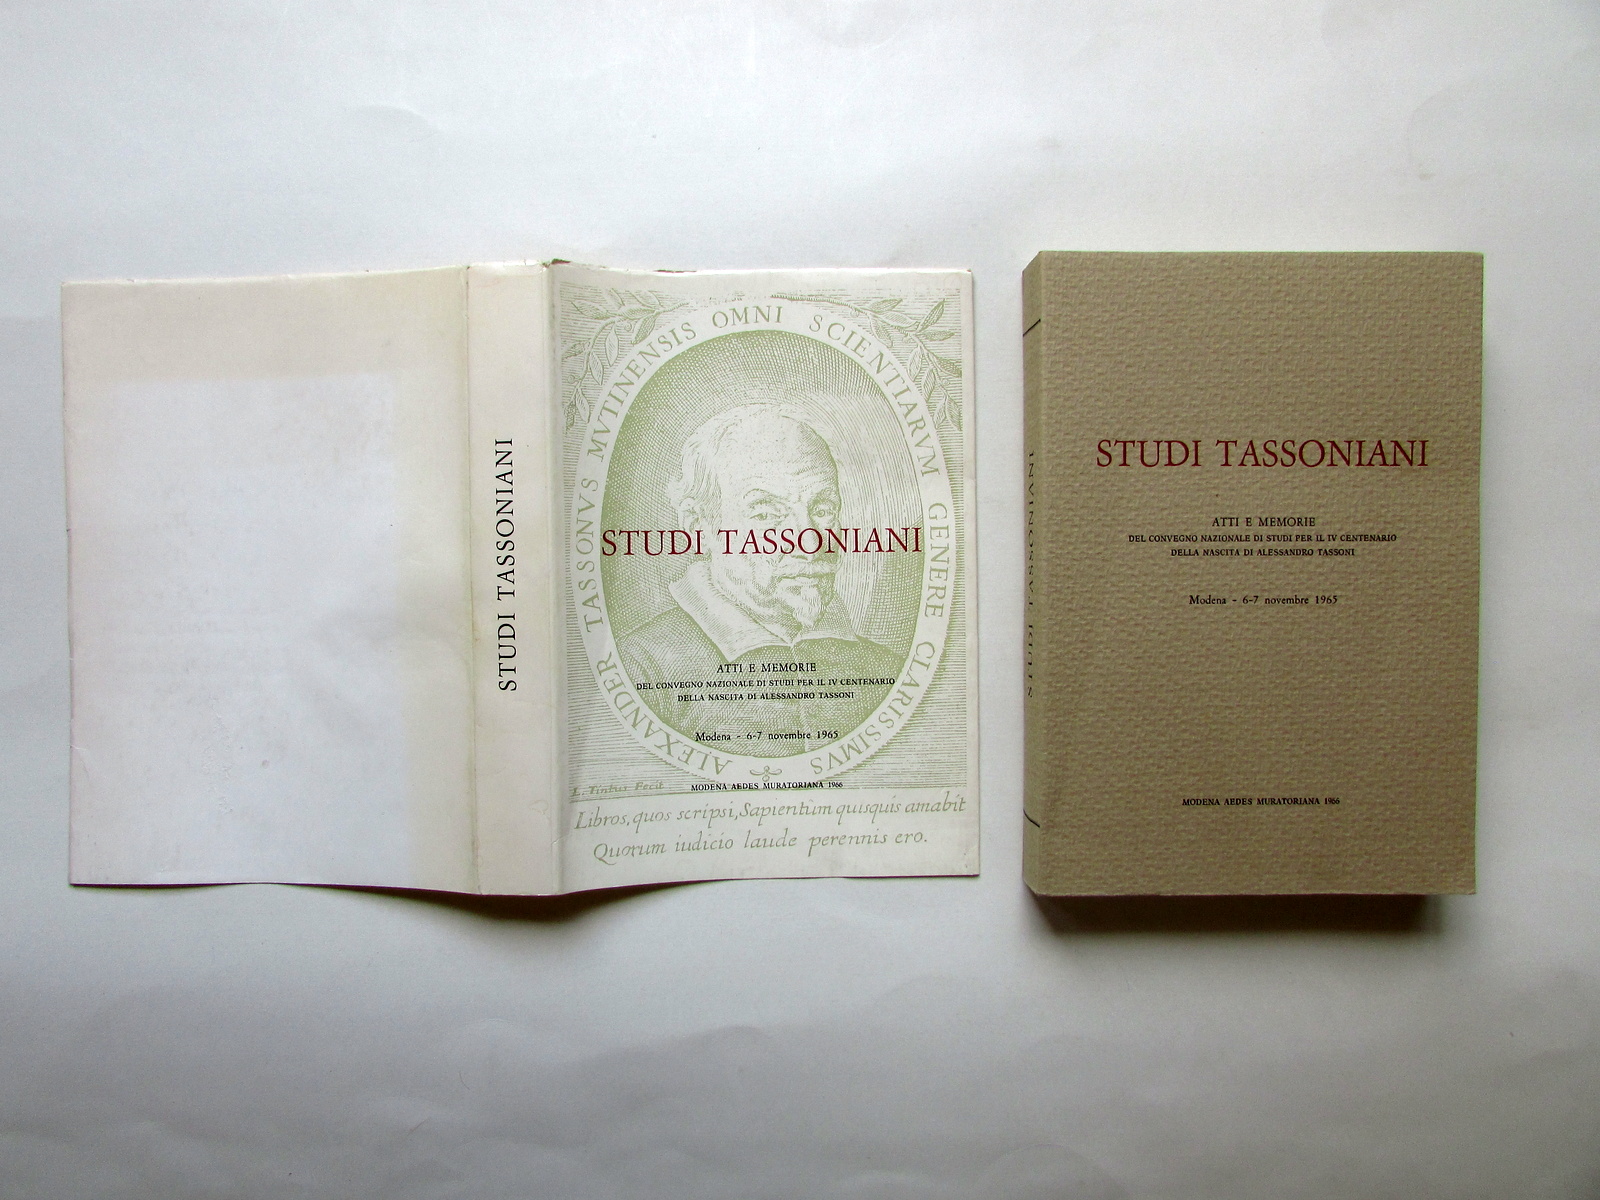 STUDI TASSONIANI
ALEXANDER TASSONVS MVTINENSIS OMNI SCIENTIARVM GENERE CLARISSIMVS
STUDI TASSONIANI
ATTI E MEMORIE
DEL CONVEGNO NAZIONALE DI STUDI PER IL IV CENTENARIO
DELLA NASCITA DI ALESSANDRO TASSONI
Modena - 6-7 novembre 1965
L. Tintus Fecit
MODENA AEDES MURATORIANA 1966
Libros, quos scripsi, Sapientùm quisquis amabit
Quorum iudicio laude perennis ero.
STUDI TASSONIANI
STUDI TASSONIANI
ATTI E MEMORIE
DEL CONVEGNO NAZIONALE DI STUDI PER IL IV CENTENARIO
DELLA NASCITA DI ALESSANDRO TASSONI
Modena - 6-7 novembre 1965
MODENA AEDES MURATORIANA 1966